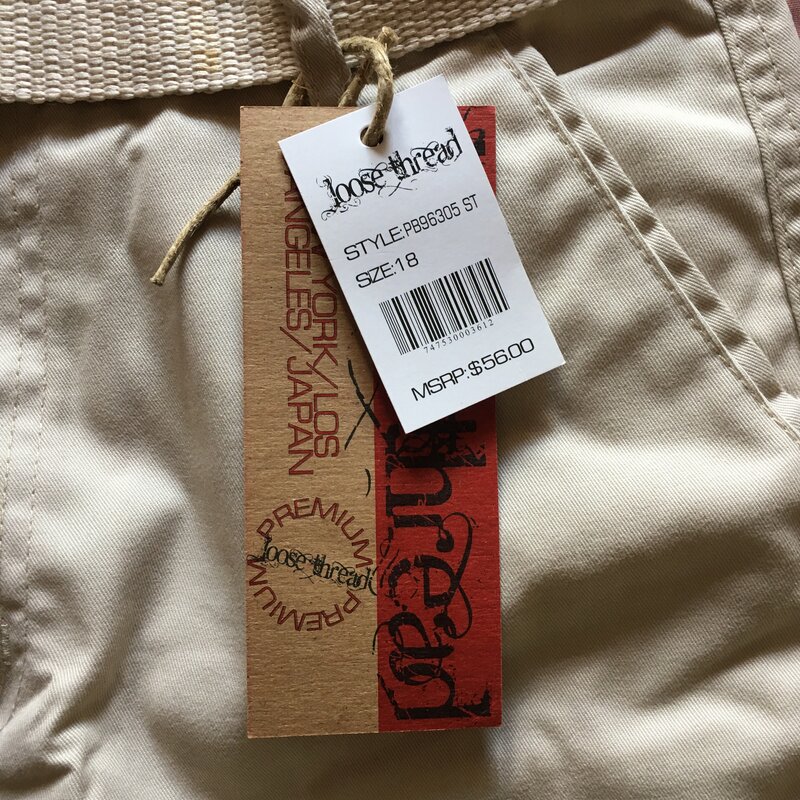 loose thread
STYLE:PB96305 ST
SIZE:18
747530003612
MSRP:$56.00
YORK/LOS
ANGELES/JAPAN
PREMIUM
loose thread
PREMIUM
thread